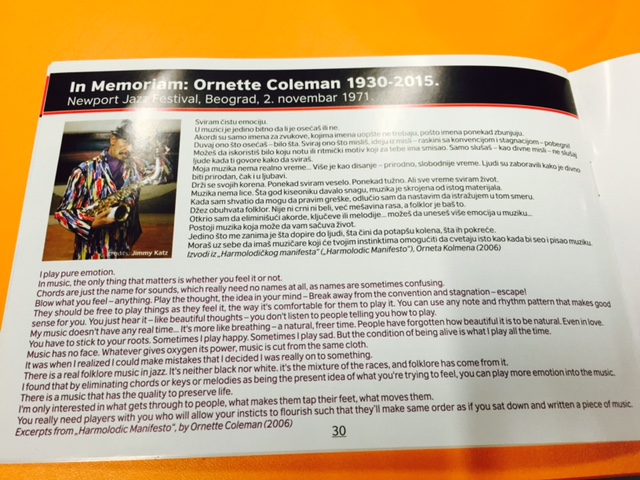 In Memoriam: Ornette Coleman 1930-2015.
Newport Jazz Festival, Beograd, 2. novembar 1971.
Sviram čistu emociju.
U muzici je jedino bitno da li je osećaš ili ne.
Akordi su samo imena za zvukove, kojima imena uopšte ne trebaju, pošto imena ponekad zbunjuju.
Duvaj ono što osećaš – bilo šta. Sviraj ono što misliš, ideju iz misli – raskini sa konvencijom i stagnacijom – pobegni!
Možeš da iskoristiš bilo koju notu ili ritmički motiv koji za tebe ima smisao. Samo slušaš – kao divne misli – ne slušaj
ljude kada ti govore kako da sviraš.
Moja muzika nema realno vreme... Više je kao disanje – prirodno, slobodnije vreme. Ljudi su zaboravili kako je divno
biti prirodan, čak i u ljubavi.
Drži se svojih korena. Ponekad sviram veselo. Ponekad tužno. Ali sve vreme sviram život.
Muzika nema lice. Šta god kiseoniku davalo snagu, muzika je skrojena od istog materijala.
Kada sam shvatio da mogu da pravim greške, odlučio sam da nastavim da istražujem u tom smeru.
Džez obuhvata folklor. Nije ni crni ni beli, već mešavina rasa, a folklor je baš to.
Otkrio sam da eliminišući akorde, ključeve ili melodije... možeš da uneseš više emocija u muziku...
Postoji muzika koja može da vam sačuva život.
Jedino što me zanima je šta dopire do ljudi, šta čini da potapšu kolena, šta ih pokreće.
Moraš uz sebe da imaš muzičare koji će tvojim instinktima omogućiti da cvetaju isto kao kada bi seo i pisao muziku.
Izvodi iz „Harmolodičkog manifesta“ („Harmolodic Manifesto“), Orneta Kolmena (2006)
Jimmy Katz
I play pure emotion.
In music, the only thing that matters is whether you feel it or not.
Chords are just the name for sounds, which really need no names at all, as names are sometimes confusing.
Blow what you feel – anything. Play the thought, the idea in your mind – Break away from the convention and stagnation – escape!
They should be free to play things as they feel it, the way it's comfortable for them to play it. You can use any note and rhythm pattern that makes good
sense for you. You just hear it – like beautiful thoughts – you don't listen to people telling you how to play.
My music doesn't have any real time... It's more like breathing – a natural, freer time. People have forgotten how beautiful it is to be natural. Even in love.
You have to stick to your roots. Sometimes I play happy. Sometimes I play sad. But the condition of being alive is what I play all the time.
Music has no face. Whatever gives oxygen its power, music is cut from the same cloth.
It was when I realized I could make mistakes that I decided I was really on to something.
There is a real folklore music in jazz. It's neither black nor white. it's the mixture of the races, and folklore has come from it.
I found that by eliminating chords or keys or melodies as being the present idea of what you're trying to feel, you can play more emotion into the music.
There is a music that has the quality to preserve life.
I'm only interested in what gets through to people, what makes them tap their feet, what moves them.
You really need players with you who will allow your insticts to flourish such that they'll make same order as if you sat down and written a piece of music.
Excerpts from „Harmolodic Manifesto“, by Ornette Coleman (2006)
30